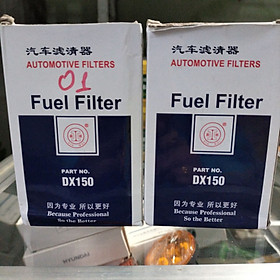 汽车滤清器
AUTOMOTIVE FILTERS
01
Fuel Filter
PART NO.
DX150
因为专业 所以更好
Because Professional
So the Better
汽车滤清器
AUTOMOTIVE FILTERS
Fuel Filter
PART NO.
DX150
因为专业 所以更好
Because Professional
So the Better
HYUNDAI